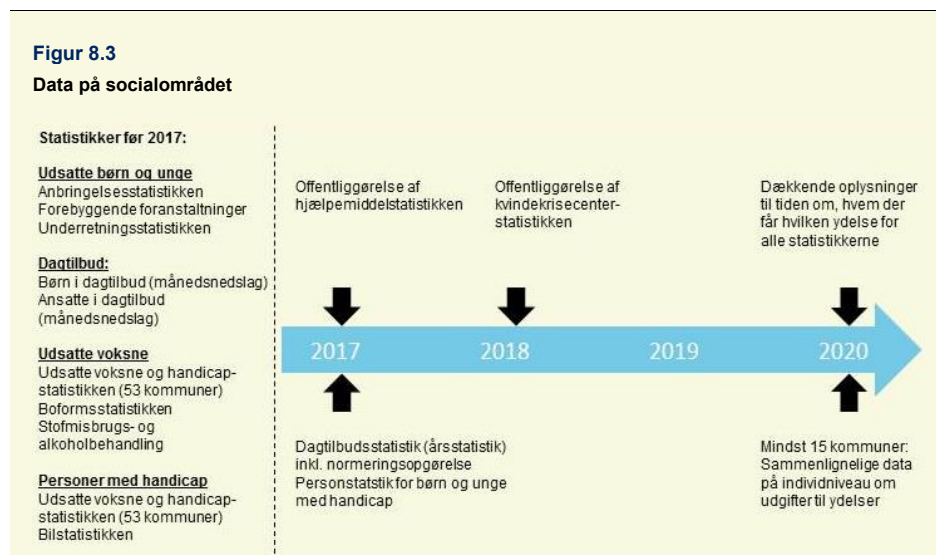 Figur 8.3
Data på socialområdet
Statistikker før 2017:
Udsatte børn og unge
Anbringelsesstatistikken
Forebyggende foranstaltninger
Underretningsstatistikken
Dagtilbud:
Børn i dagtilbud (månedsnedslag)
Ansatte i dagtilbud
(månedsnedslag)
Udsatte voksne
Udsatte voksne og handicap-
statistikken (53 kommuner)
Boformsstatistikken
Stofmisbrugs- og
alkoholbehandling
Personer med handicap
Udsatte voksne og handicap-
statistikken (53 kommuner)
Bilstatistikken
Offentliggørelse af
hjælpemiddelstatistikken
Offentliggørelse af
kvindekrisecenter-
statistikken
Dækkende oplysninger
til tiden om, hvem der
får hvilken ydelse for
alle statistikkerne
2017
2018
2019
2020
Dagtilbudsstatistik (årsstatistik)
inkl. normeringsopgørelse
Personstatstik for børn og unge
med handicap
Mindst 15 kommuner:
Sammenlignelige data
på individniveau om
udgifter til ydelser